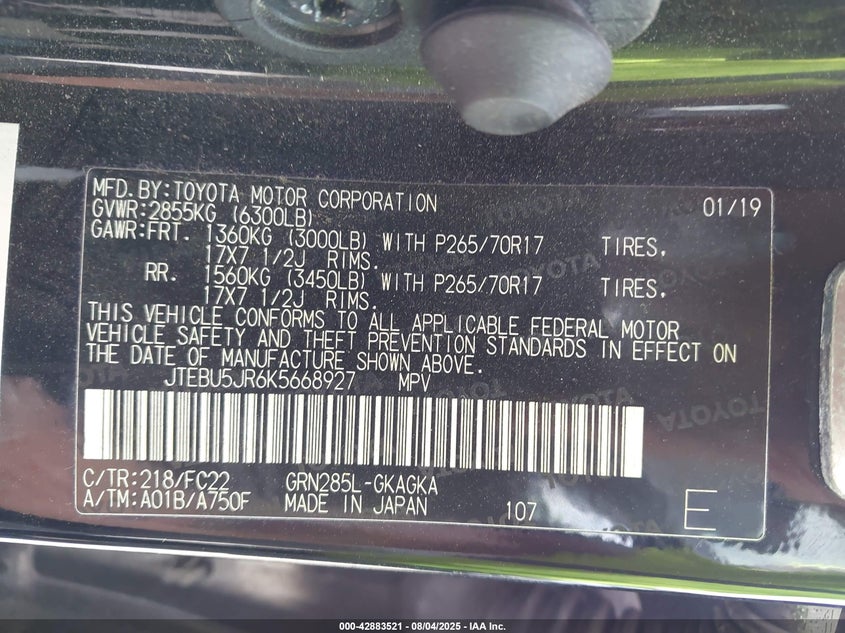 MFD. BY: TOYOTA MOTOR CORPORATION 01/19
GVWR: 2855KG (6300LB)
GAWR: FRT. 1360KG (3000LB) WITH P265/70R17 TIRES,
17X7 1/2J RIMS.
RR. 1560KG (3450LB) WITH P265/70R17 TIRES,
17X7 1/2J RIMS.
THIS VEHICLE CONFORMS TO ALL APPLICABLE FEDERAL MOTOR
VEHICLE SAFETY AND THEFT PREVENTION STANDARDS IN EFFECT ON
THE DATE OF MANUFACTURE SHOWN ABOVE.
JTEBU5JR6K5668927 MPV
C/TR: 218/FC22 GRN285L-GKAGKA
A/TM: A01B/A750F MADE IN JAPAN 107 E
000-42883521 - 08/04/2025 - IAA Inc.